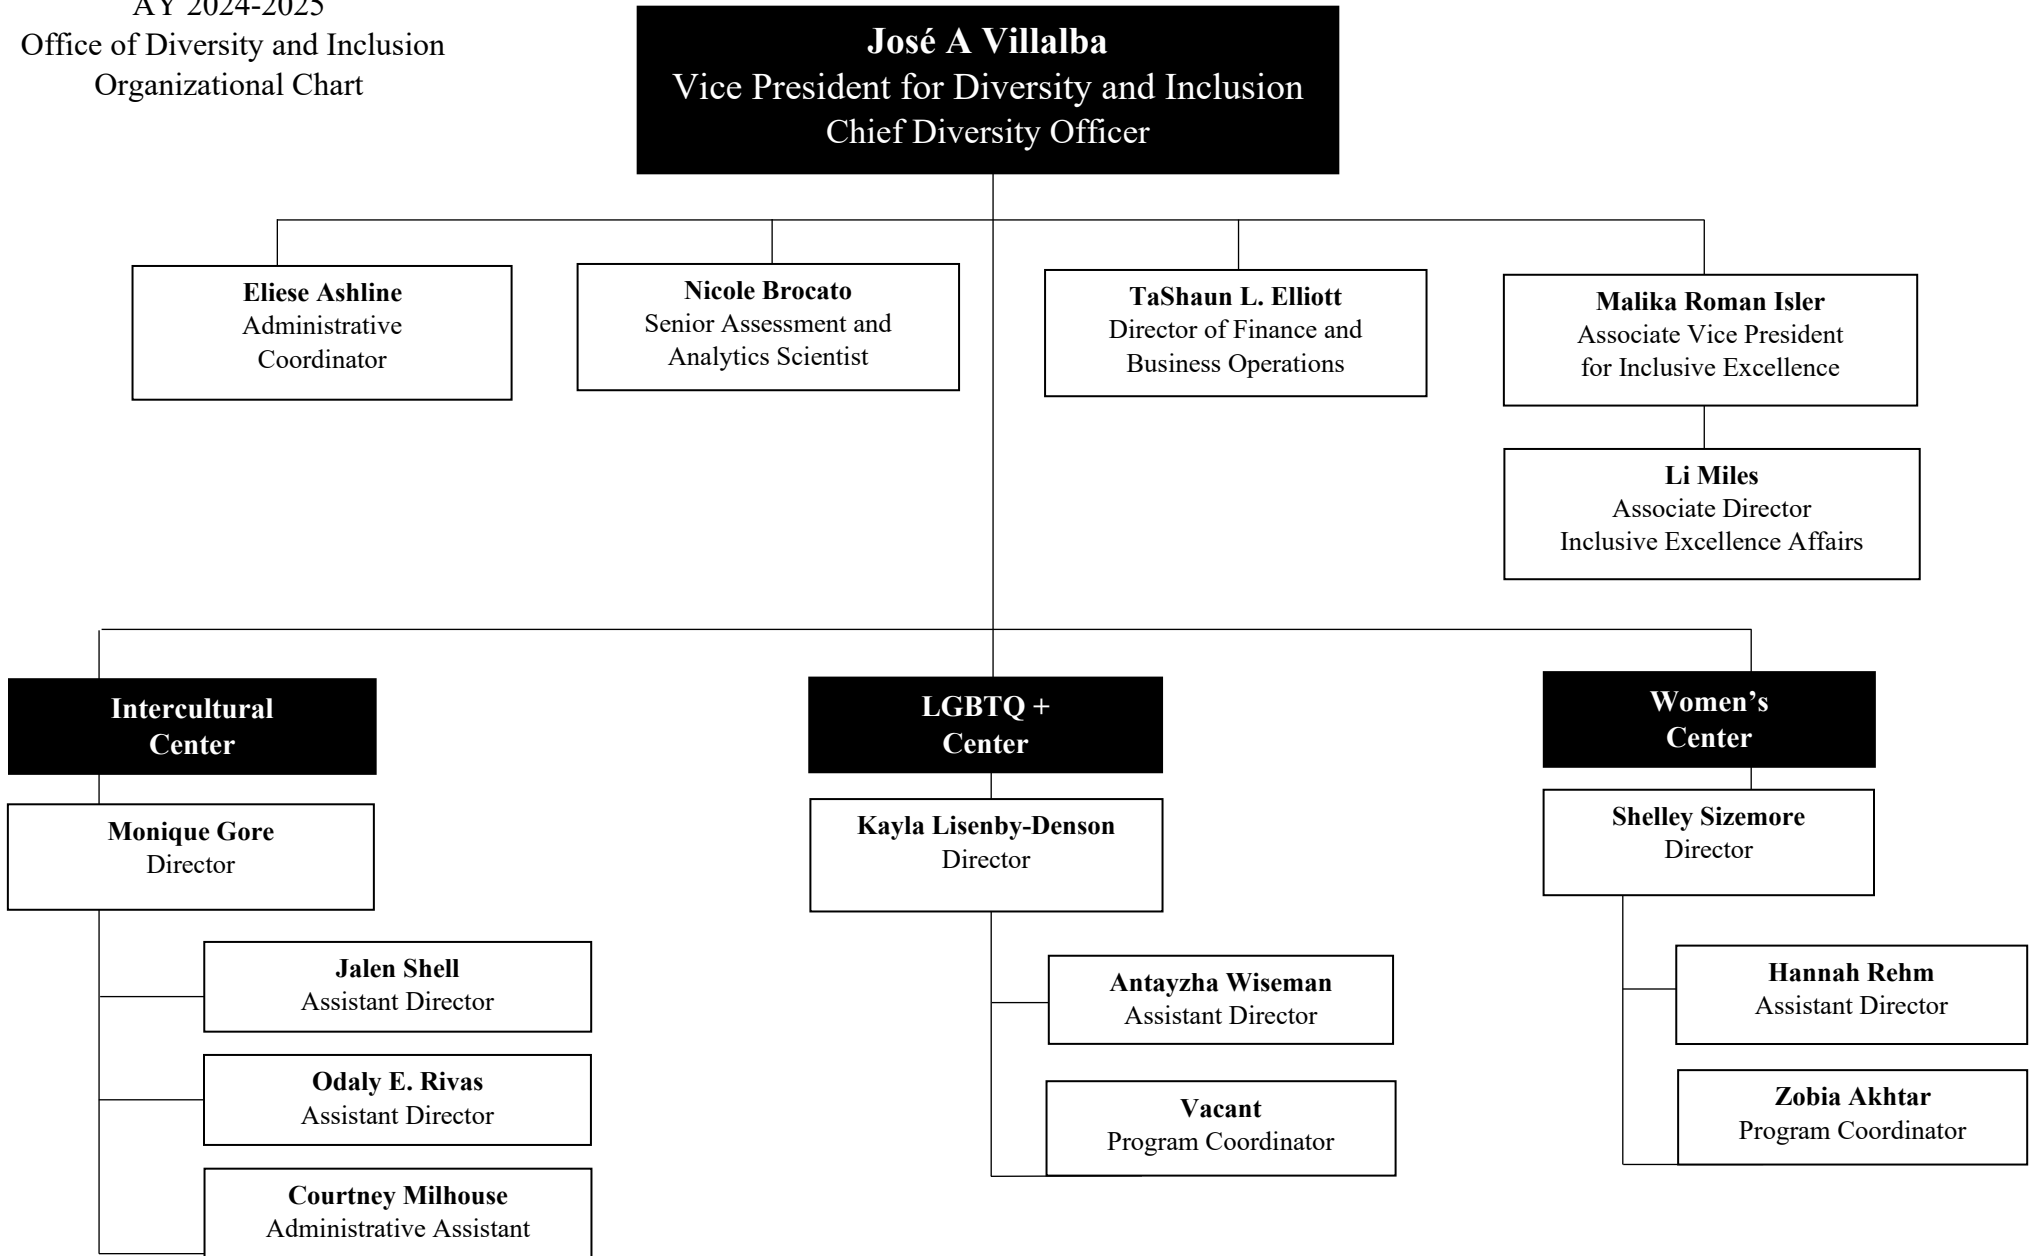 AY 2024-2025
Office of Diversity and Inclusion
Organizational Chart
José A Villalba
Vice President for Diversity and Inclusion
Chief Diversity Officer
Eliese Ashline
Administrative
Coordinator
Nicole Brocato
Senior Assessment and
Analytics Scientist
TaShaun L. Elliott
Director of Finance and
Business Operations
Malika Roman Isler
Associate Vice President
for Inclusive Excellence
Li Miles
Associate Director
Inclusive Excellence Affairs
Intercultural
Center
Monique Gore
Director
Jalen Shell
Assistant Director
Odaly E. Rivas
Assistant Director
Courtney Milhouse
Administrative Assistant
LGBTQ +
Center
Kayla Lisenby-Denson
Director
Antayzha Wiseman
Assistant Director
Vacant
Program Coordinator
Women’s
Center
Shelley Sizemore
Director
Hannah Rehm
Assistant Director
Zobia Akhtar
Program Coordinator